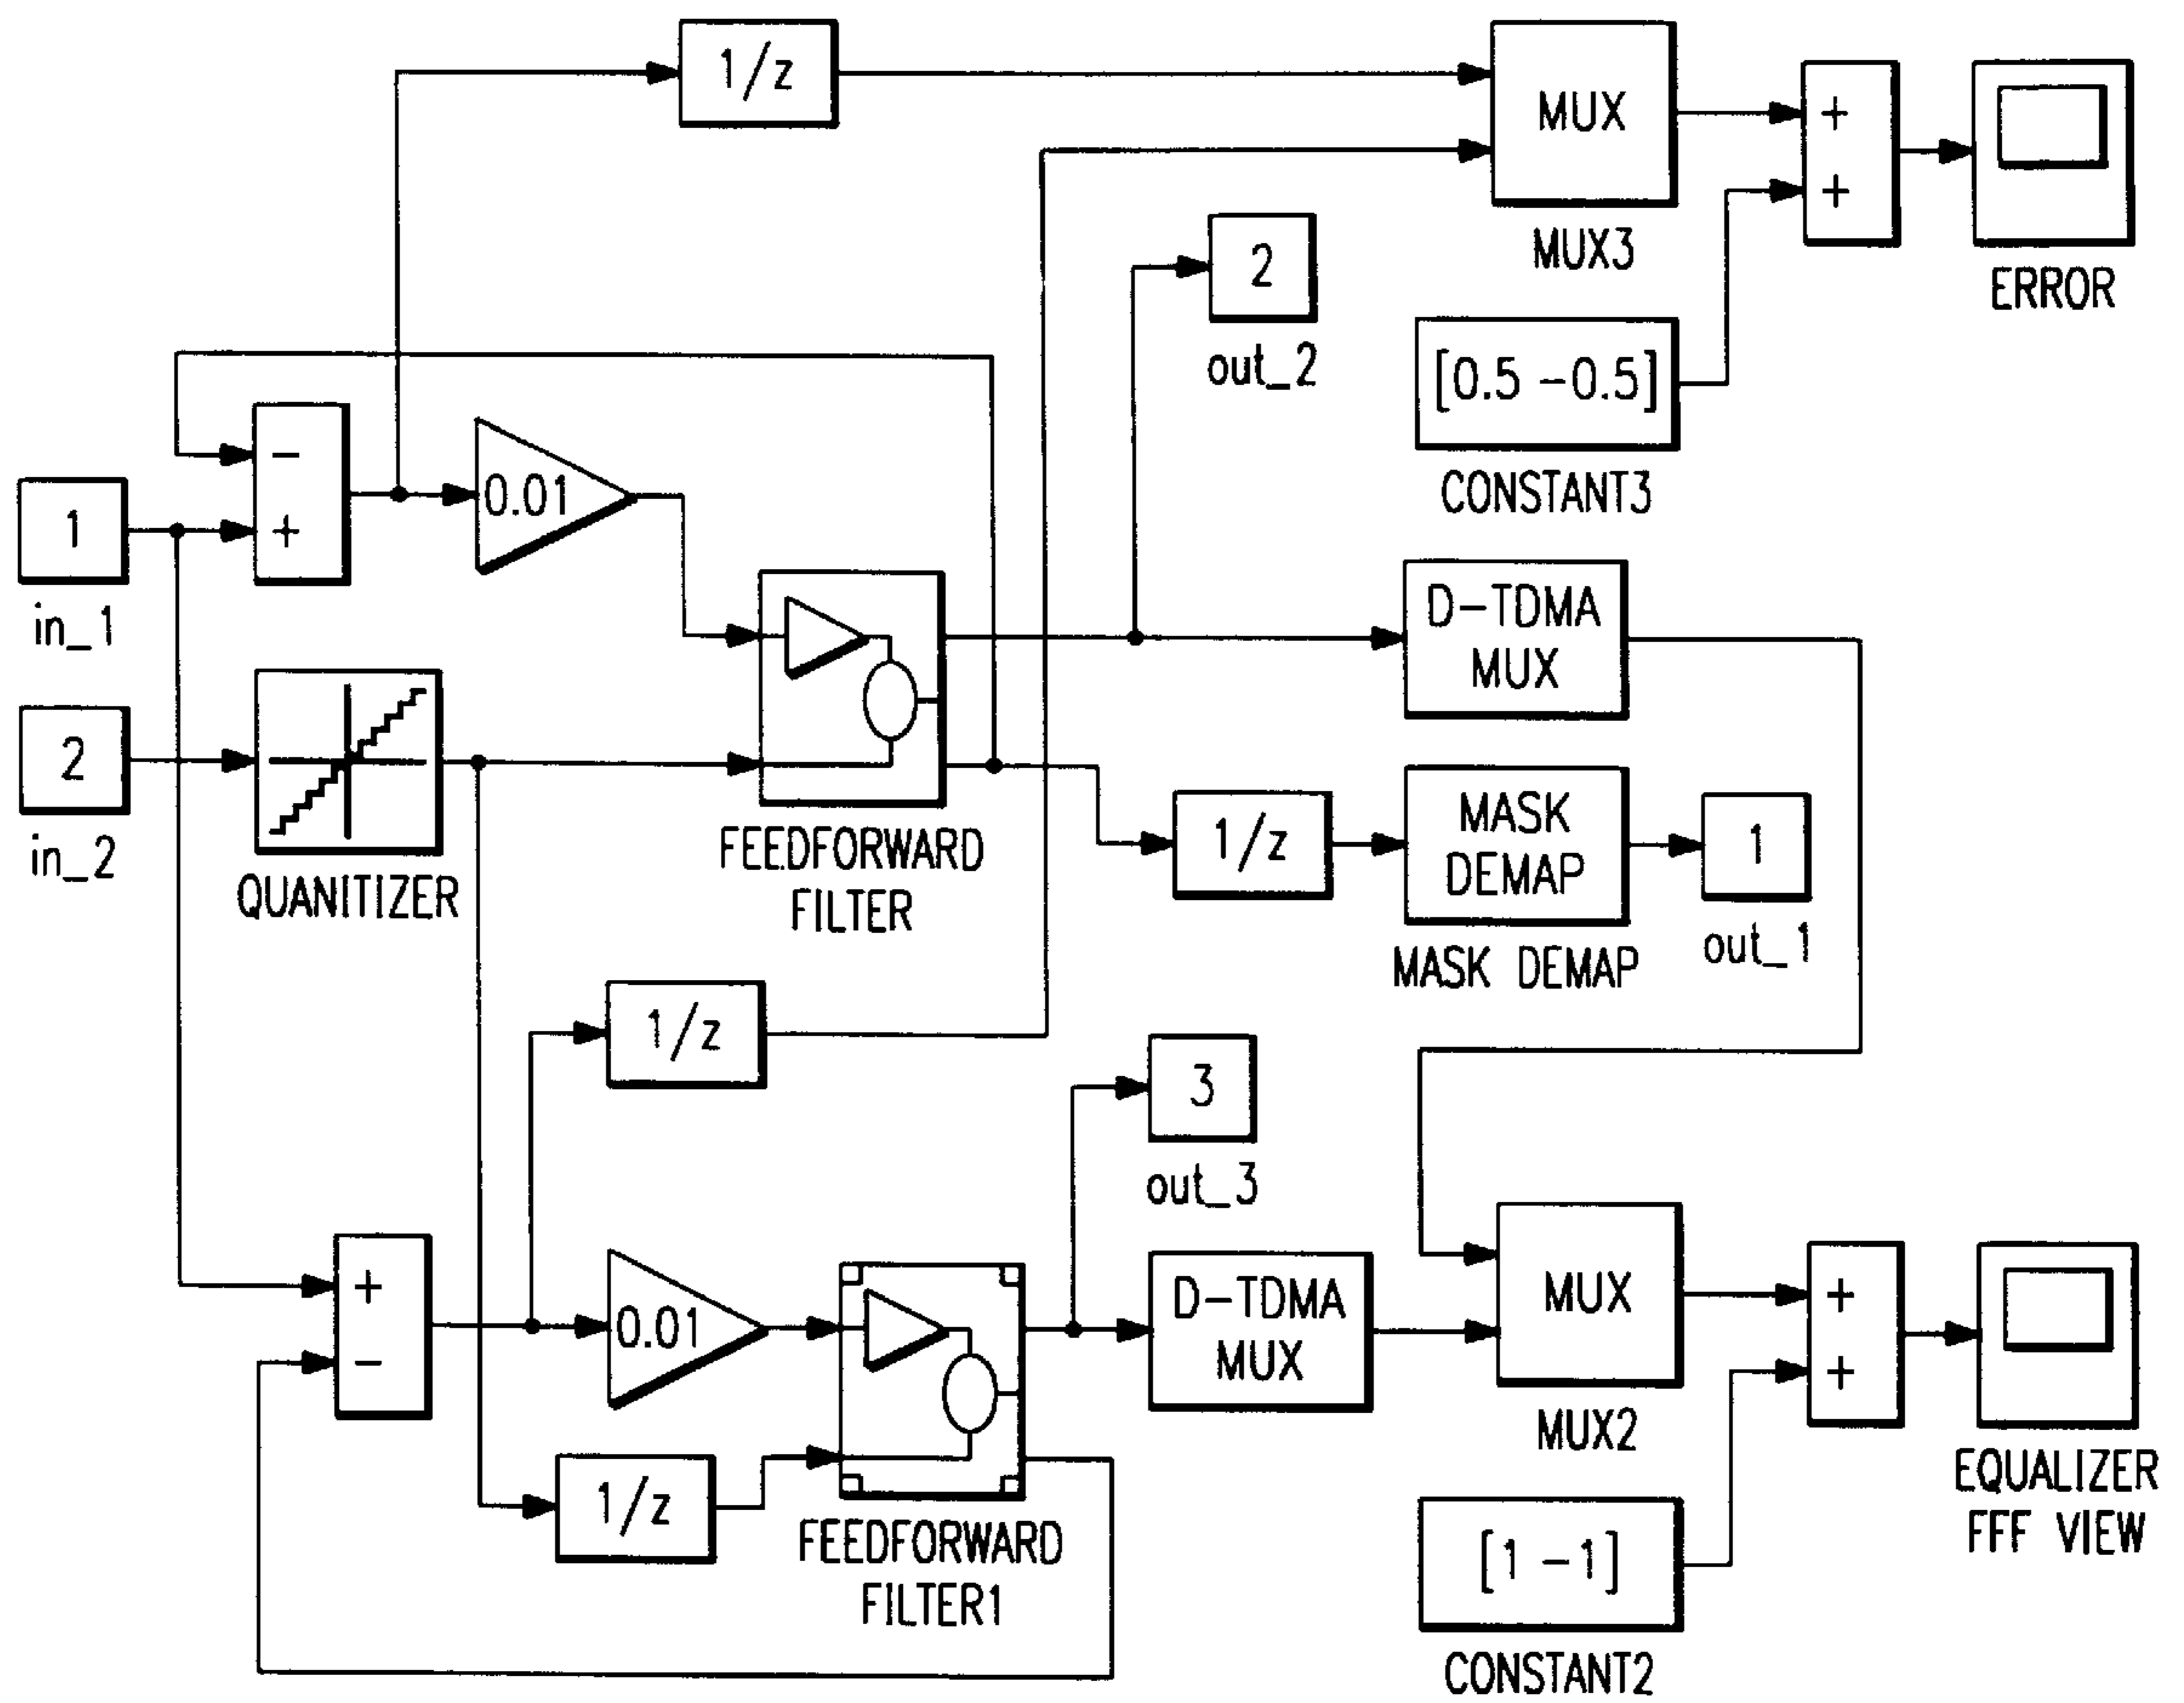 1/z
MUX
+
+
MUX3
ERROR
2
out_2
[0.5 -0.5]
CONSTANT3
-
+
0.01
1
in_1
D-TDMA
MUX
2
in_2
QUANITIZER
FEEDFORWARD
FILTER
1/z
MASK
DEMAP
MASK DEMAP
1
out_1
1/z
3
out_3
+
-
0.01
D-TDMA
MUX
MUX
MUX2
+
+
EQUALIZER
FFF VIEW
1/z
FEEDFORWARD
FILTER1
[1 -1]
CONSTANT2